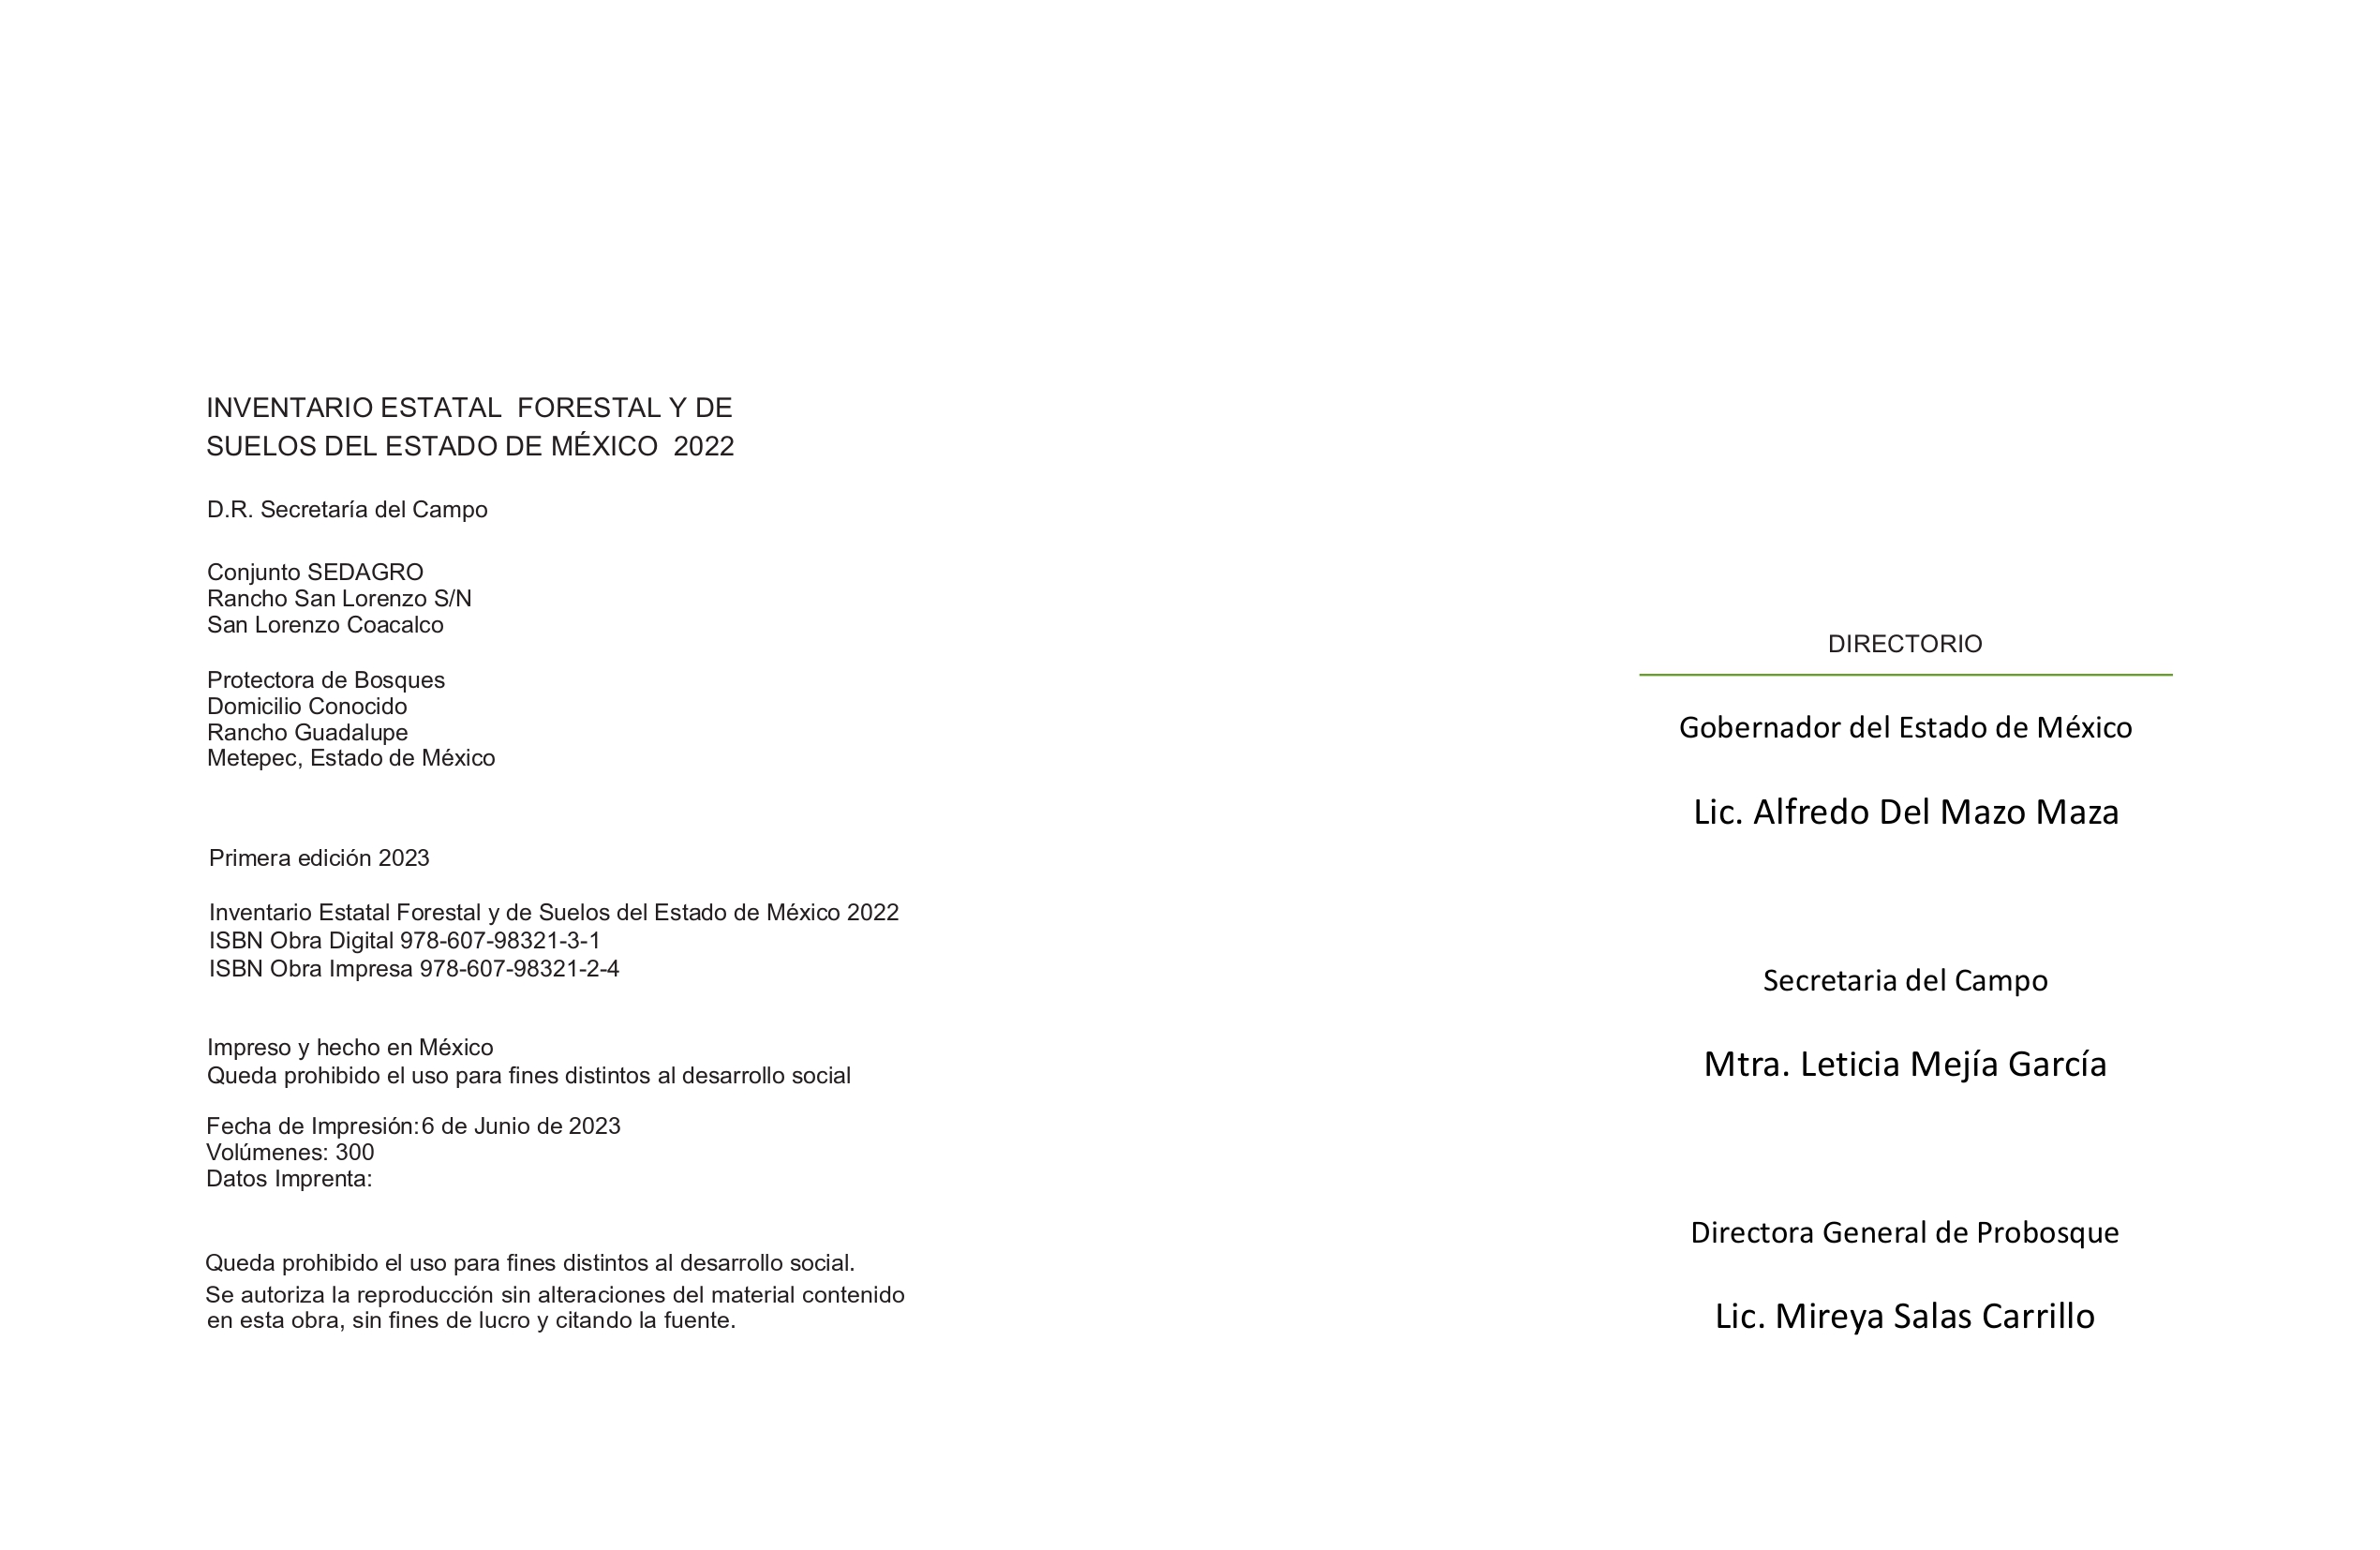 INVENTARIO ESTATAL  FORESTAL Y DE
SUELOS DEL ESTADO DE MÉXICO  2022
D.R. Secretaría del Campo
Conjunto SEDAGRO
Rancho San Lorenzo S/N
San Lorenzo Coacalco
Protectora de Bosques
Domicilio Conocido
Rancho Guadalupe
Metepec, Estado de México
Primera edición 2023
Inventario Estatal Forestal y de Suelos del Estado de México 2022
ISBN Obra Digital 978-607-98321-3-1
ISBN Obra Impresa 978-607-98321-2-4
Impreso y hecho en México
Queda prohibido el uso para fines distintos al desarrollo social
Fecha de Impresión:6 de Junio de 2023
Volúmenes: 300
Datos Imprenta:
Queda prohibido el uso para fines distintos al desarrollo social.
Se autoriza la reproducción sin alteraciones del material contenido
en esta obra, sin fines de lucro y citando la fuente.
DIRECTORIO
Gobernador del Estado de México
Lic. Alfredo Del Mazo Maza
Secretaria del Campo
Mtra. Leticia Mejía García
Directora General de Probosque
Lic. Mireya Salas Carrillo